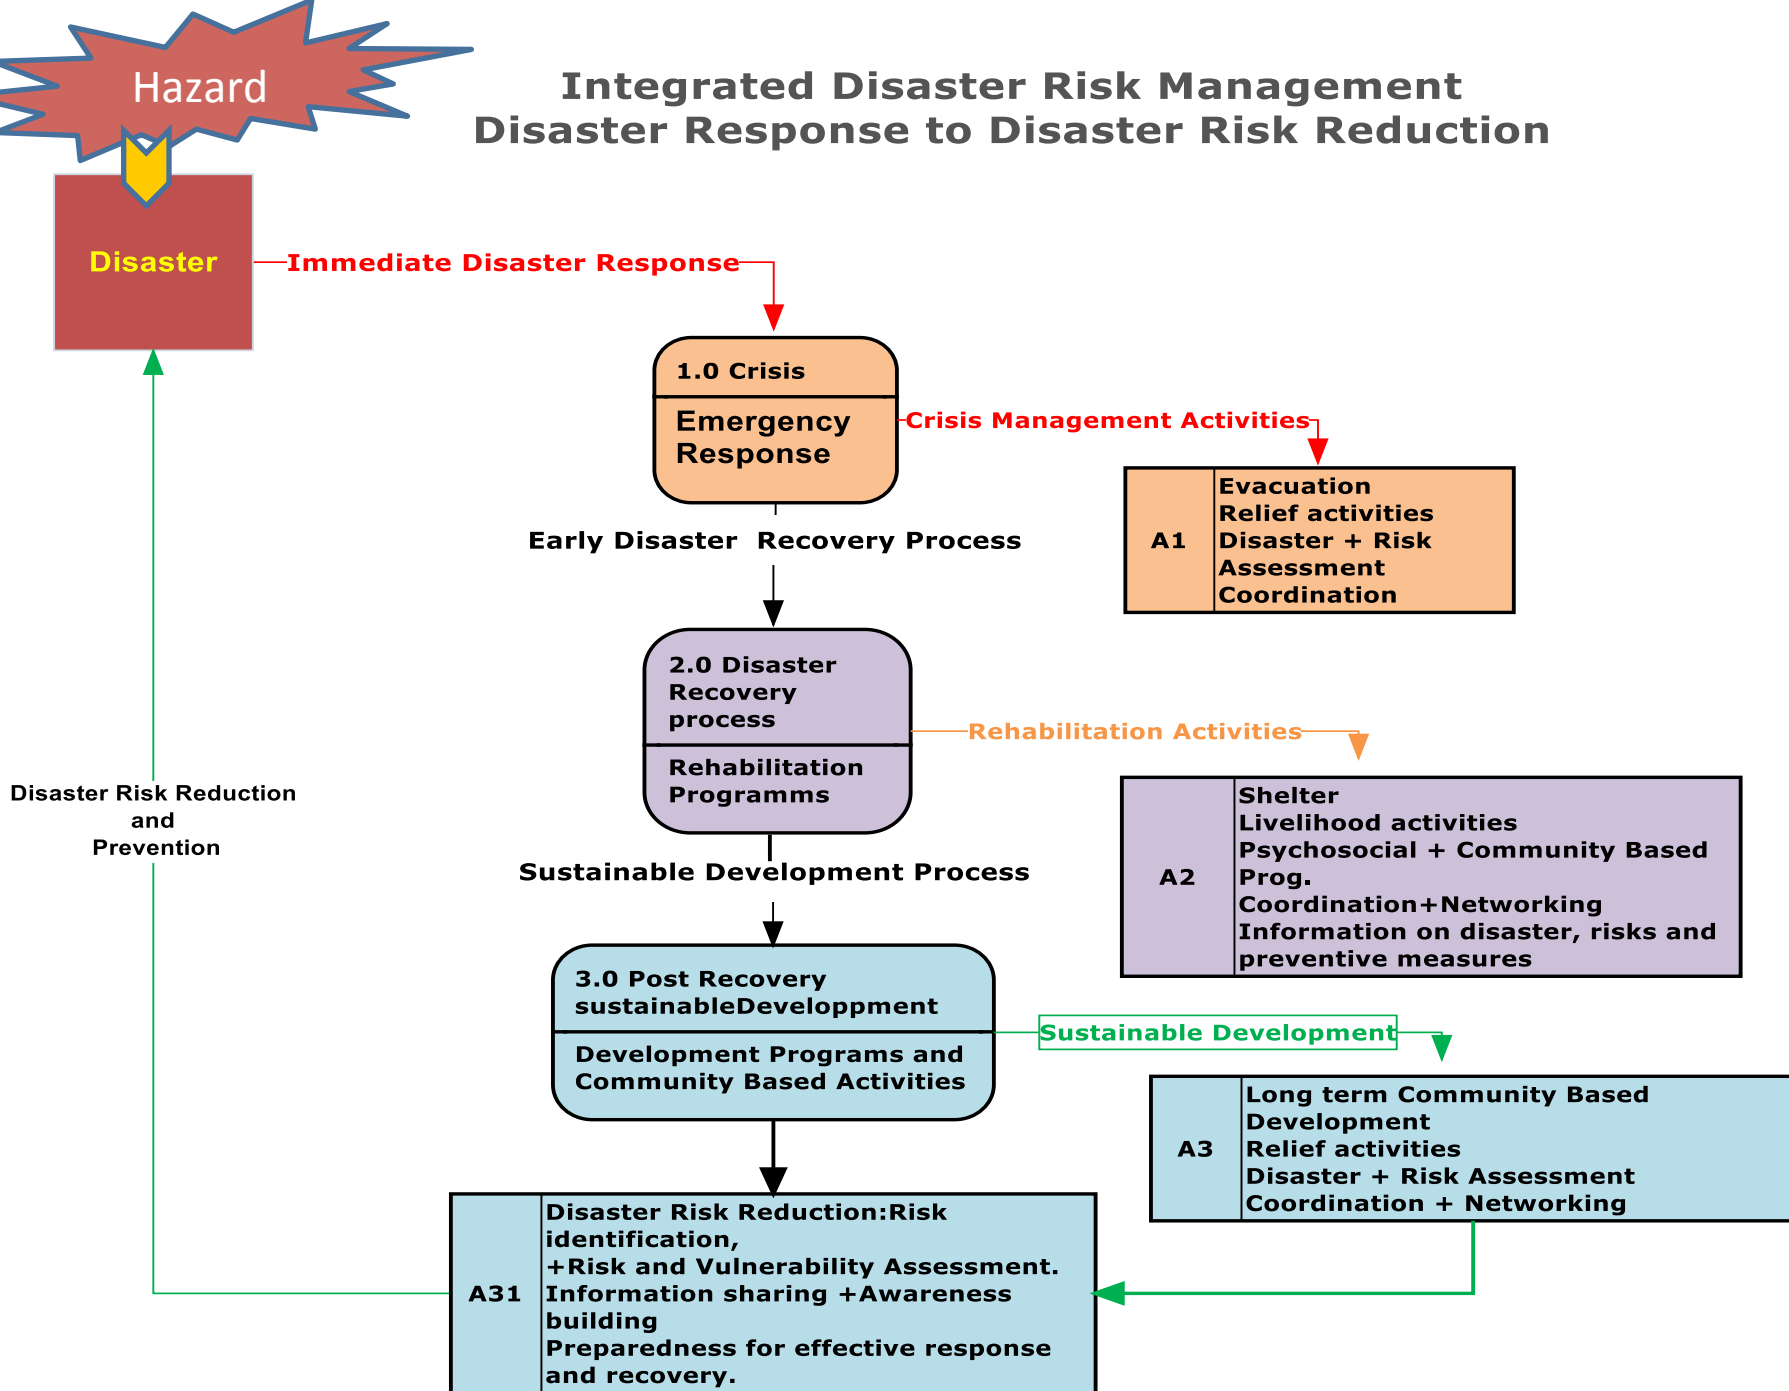 Hazard
Integrated Disaster Risk Management
Disaster Response to Disaster Risk Reduction
Disaster
Immediate Disaster Response
1.0 Crisis
Emergency
Response
Crisis Management Activities
A1
Evacuation
Relief activities
Disaster + Risk
Assessment
Coordination
Early Disaster  Recovery Process
2.0 Disaster
Recovery
process
Rehabilitation
Programms
Rehabilitation Activities
A2
Shelter
Livelihood activities
Psychosocial + Community Based
Prog.
Coordination+Networking
Information on disaster, risks and
preventive measures
Disaster Risk Reduction
and
Prevention
Sustainable Development Process
3.0 Post Recovery
sustainableDeveloppment
Development Programs and
Community Based Activities
Sustainable Development
A3
Long term Community Based
Development
Relief activities
Disaster + Risk Assessment
Coordination + Networking
A31
Disaster Risk Reduction:Risk
identification,
+Risk and Vulnerability Assessment.
Information sharing +Awareness
building
Preparedness for effective response
and recovery.